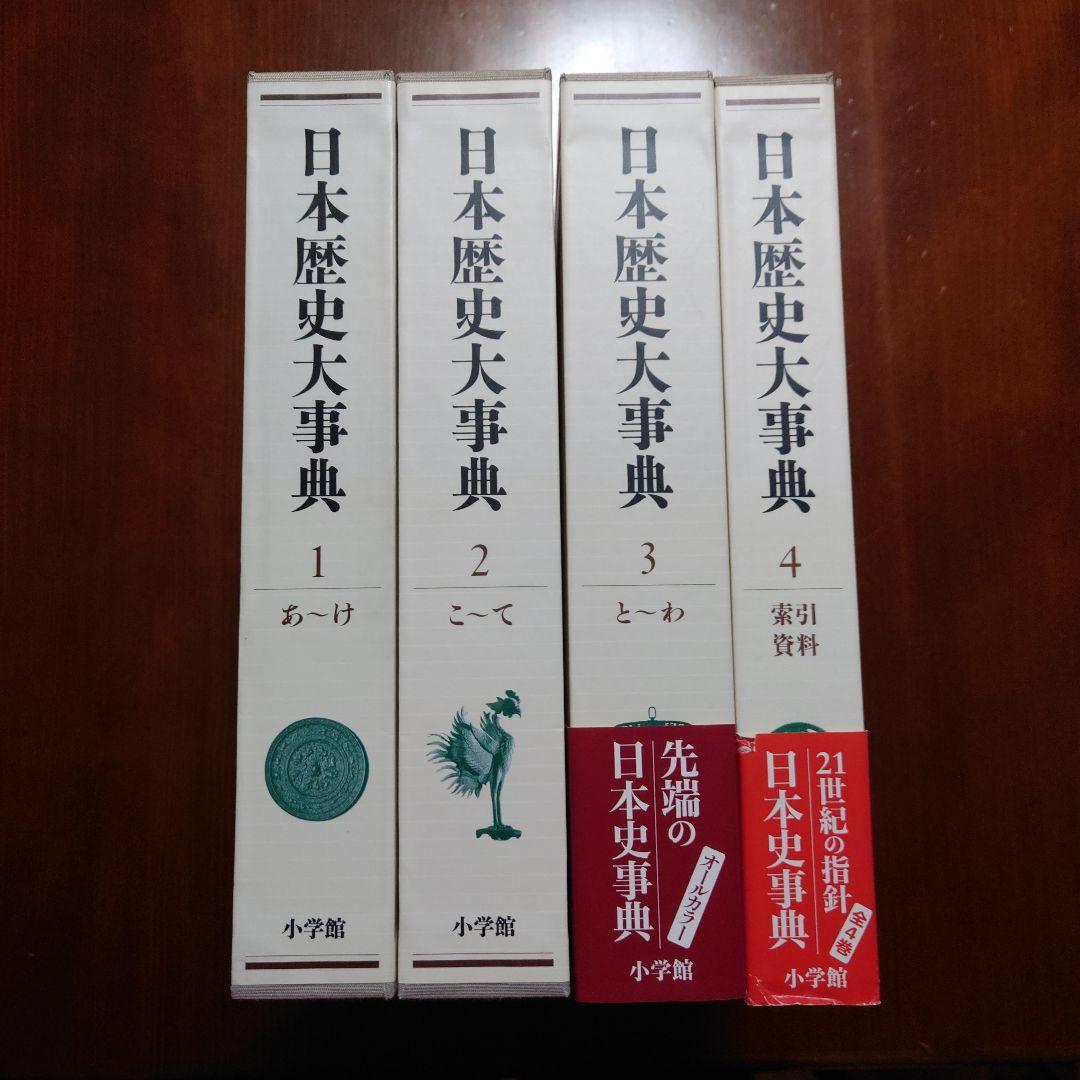 日本歴史大事典
1
あ〜け
小学館
日本歴史大事典
2
こ〜て
小学館
日本歴史大事典
3
と〜わ
先端の
日本史事典
オールカラー
小学館
日本歴史大事典
4
索引
資料
21世紀の指針
日本史事典
全4巻
小学館